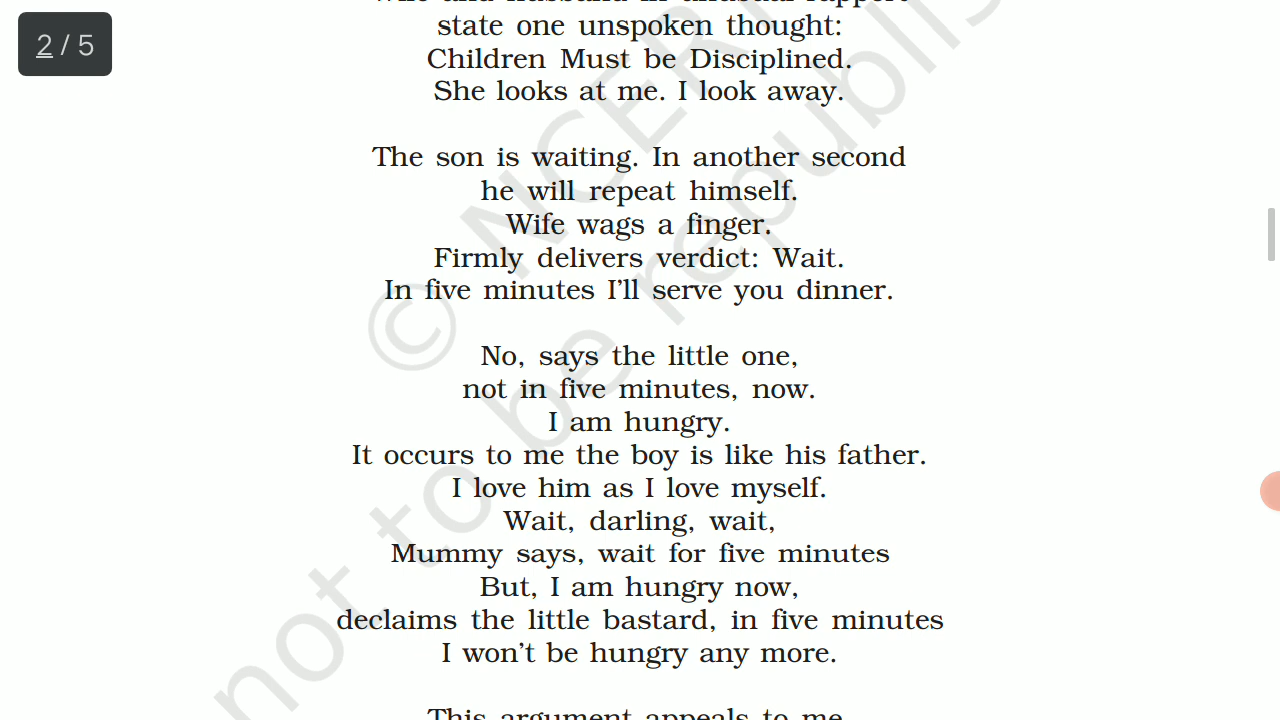 2 / 5
state one unspoken thought:
Children Must be Disciplined.
She looks at me. I look away.
The son is waiting. In another second
he will repeat himself.
Wife wags a finger.
Firmly delivers verdict: Wait.
In five minutes I’ll serve you dinner.
No, says the little one,
not in five minutes, now.
I am hungry.
It occurs to me the boy is like his father.
I love him as I love myself.
Wait, darling, wait,
Mummy says, wait for five minutes
But, I am hungry now,
declaims the little bastard, in five minutes
I won’t be hungry any more.
This argument appeals to me
© NCER
not to be republis